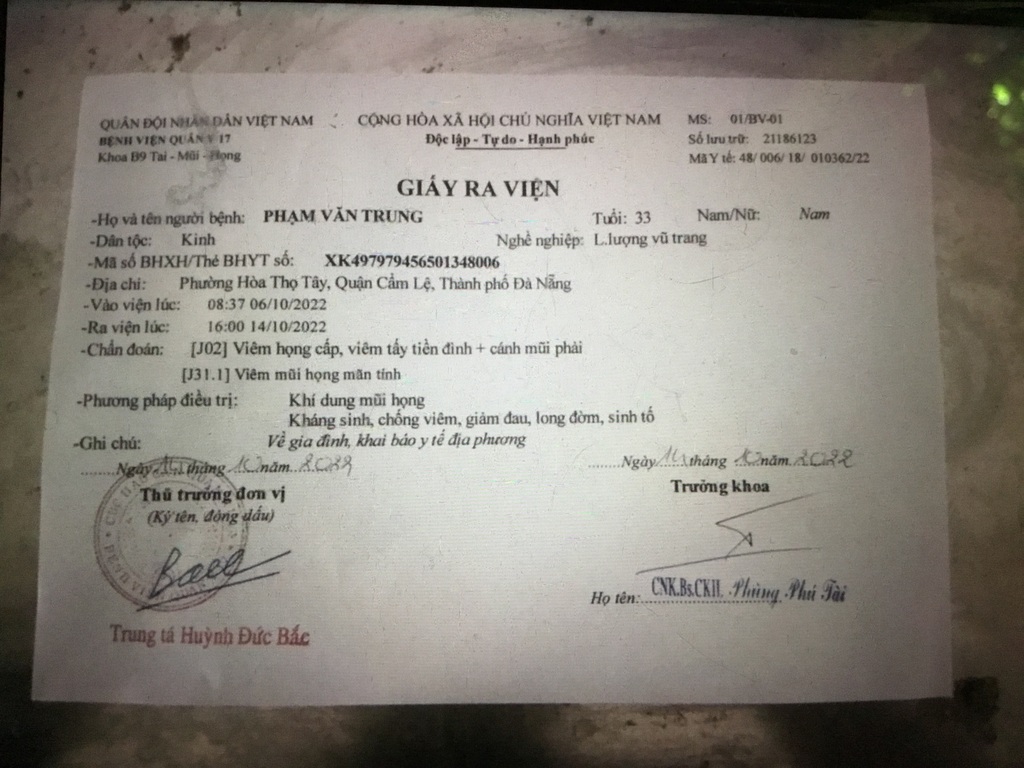 QUÂN ĐỘI NHÂN DÂN VIỆT NAM
BỆNH VIỆN QUÂN Y 17
Khoa B9 Tai - Mũi - Họng
CỘNG HÒA XÃ HỘI CHỦ NGHĨA VIỆT NAM
Độc lập - Tự do - Hạnh phúc
MS: 01/BV-01
Số lưu trữ: 21186123
Mã Y tế: 48/ 006/ 18/ 010362/22
GIẤY RA VIỆN
-Họ và tên người bệnh: PHẠM VĂN TRUNG Tuổi: 33 Nam/Nữ: Nam
-Dân tộc: Kinh Nghề nghiệp: L.lượng vũ trang
-Mã số BHXH/Thẻ BHYT số: XK497979456501348006
-Địa chỉ: Phường Hòa Thọ Tây, Quận Cẩm Lệ, Thành phố Đà Nẵng
-Vào viện lúc: 08:37 06/10/2022
-Ra viện lúc: 16:00 14/10/2022
-Chẩn đoán: [J02] Viêm họng cấp, viêm tấy tiền đình + cánh mũi phải
[J31.1] Viêm mũi họng mãn tính
-Phương pháp điều trị: Khí dung mũi họng
Kháng sinh, chống viêm, giảm đau, long đờm, sinh tố
-Ghi chú: Về gia đình, khai báo y tế địa phương
........Ngày 14 tháng 10 năm 2022
Thủ trưởng đơn vị
(Ký tên, đóng dấu)
Trung tá Huỳnh Đức Bắc
........Ngày 14 tháng 10 năm 2022
Trưởng khoa
Họ tên: CNK.Bs.CKII. Phùng Phú Tài